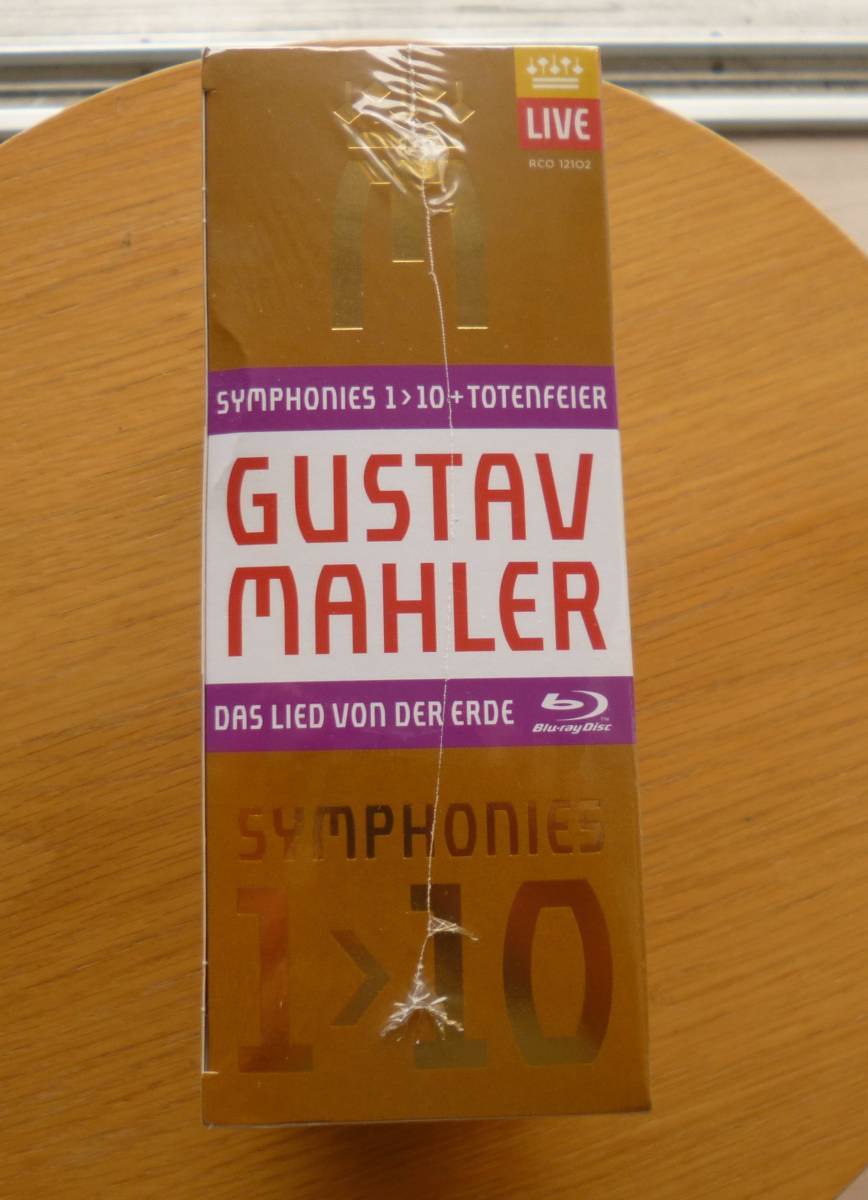 LIVE
RCO 12102
SYMPHONIES 1>10+TOTENFEIER
GUSTAV
MAHLER
DAS LIED VON DER ERDE
Blu-ray Disc™
SYMPHONIES
1>10